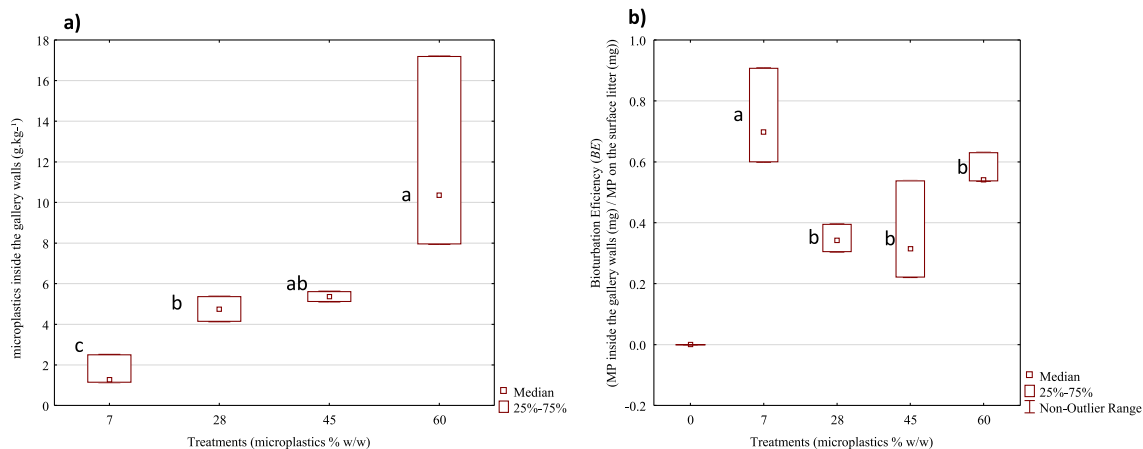 a)
microplastics inside the gallery walls (g.kg-¹)
18
16
14
12
10
8
6
4
2
0
c
b
ab
a
7 28 45 60
Treatments (microplastics % w/w)
Median
25%-75%
b)
Bioturbation Eficiency (BE)
(MP inside the gallery walls (mg) / MP on the surface litter (mg))
1.0
0.8
0.6
0.4
0.2
0.0
-0.2
a
b
b
b
0 7 28 45 60
Treatments (microplastics % w/w)
Median
25%-75%
Non-Outlier Range